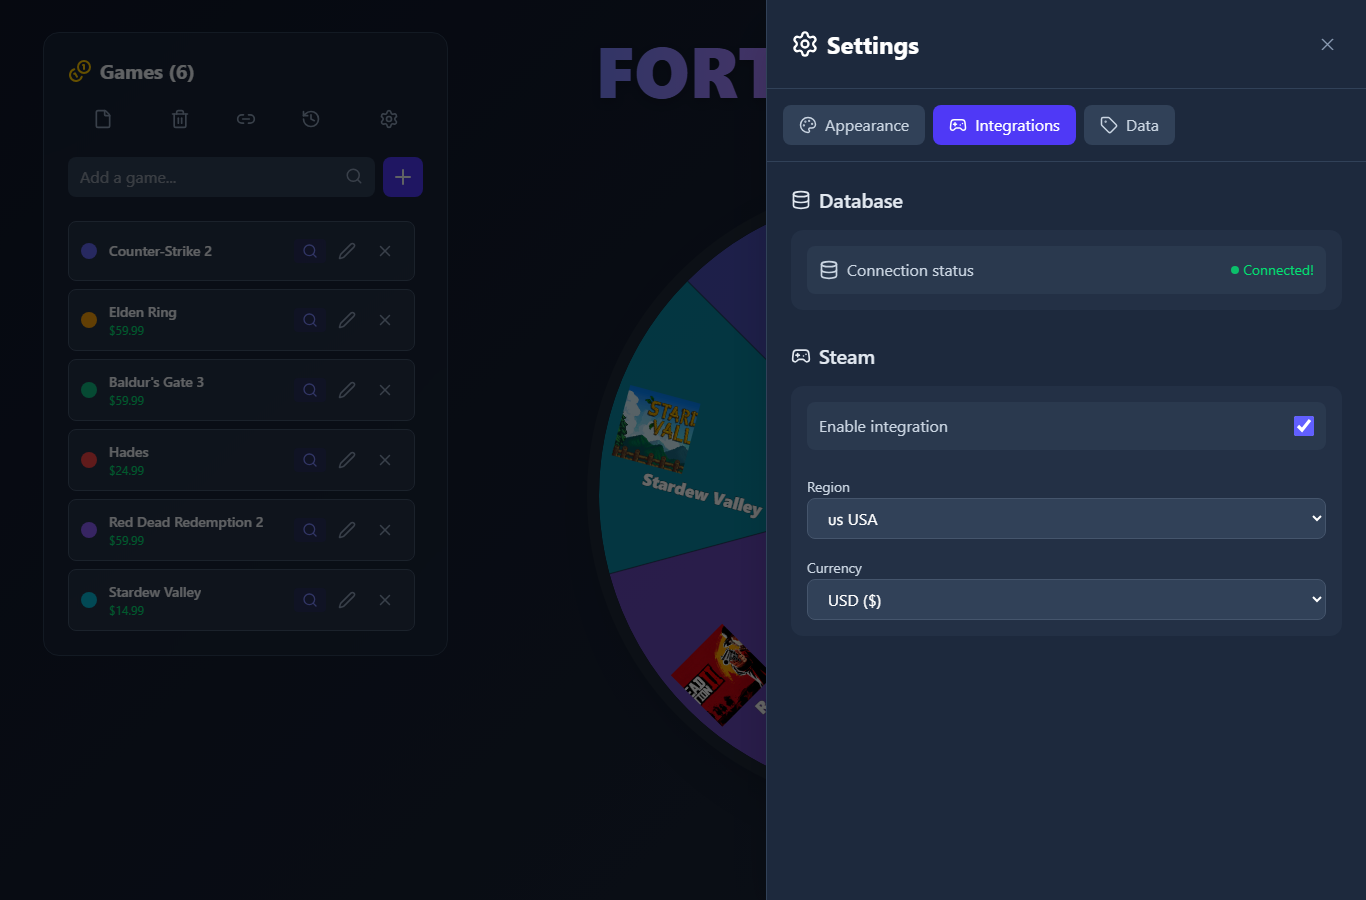 Games (6)
Add a game...
Counter-Strike 2
Elden Ring
$59.99
Baldur's Gate 3
$59.99
Hades
$24.99
Red Dead Redemption 2
$59.99
Stardew Valley
$14.99
FORT
Stardew Valley
Settings
Appearance
Integrations
Data
Database
Connection status
Connected!
Steam
Enable integration
Region
us USA
Currency
USD ($)